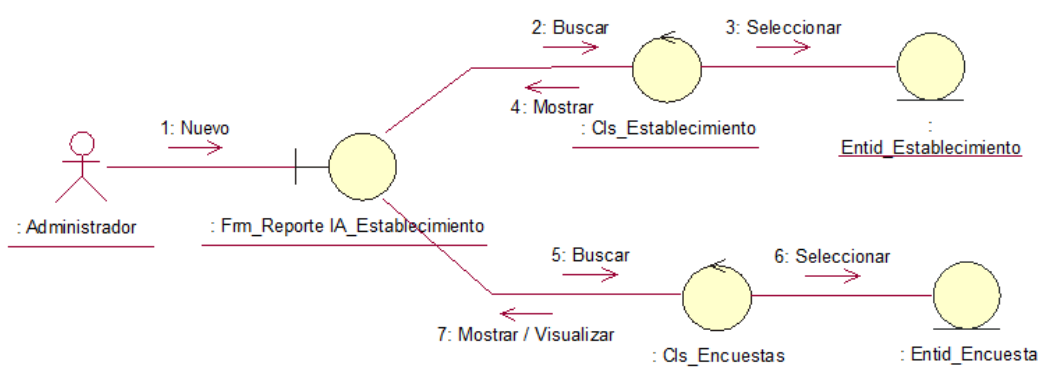 2: Buscar
3: Seleccionar
4: Mostrar
: Cls_Establecimiento
:
Entid_Establecimiento
1: Nuevo
: Administrador
: Frm_Reporte IA_Establecimiento
5: Buscar
6: Seleccionar
7: Mostrar / Visualizar
: Cls_Encuestas
: Entid_Encuesta